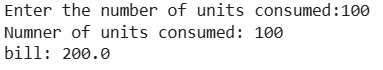 Enter the number of units consumed:100
Numner of units consumed: 100
bill: 200.0